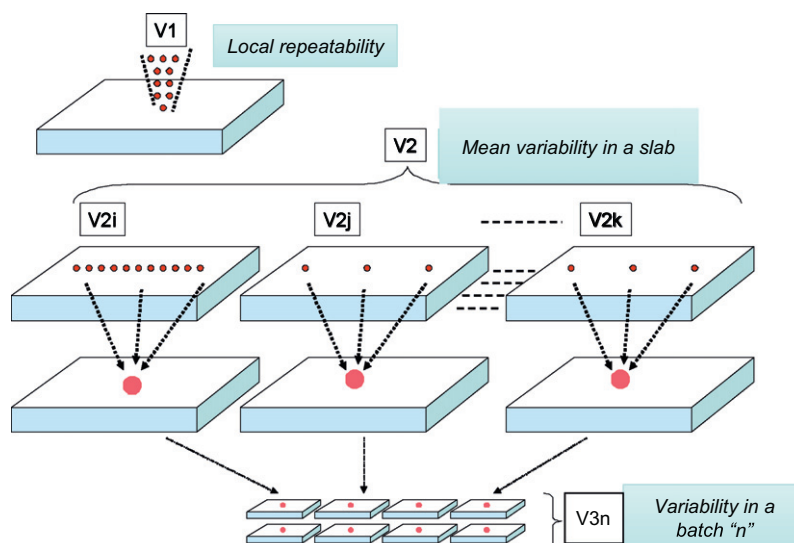 V1
Local repeatability
V2
Mean variability in a slab
V2i
V2j
V2k
V3n
Variability in a
batch “n”